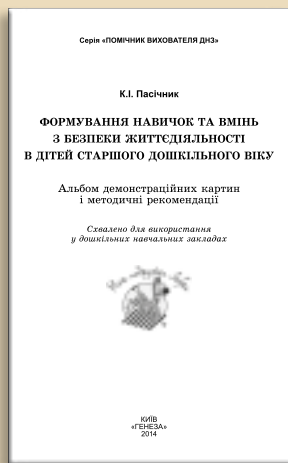 Серія «ПОМІЧНИК ВИХОВАТЕЛЯ ДНЗ»
К.І. Пасічник
ФОРМУВАННЯ НАВИЧОК ТА ВМІНЬ
З БЕЗПЕКИ ЖИТТЄДІЯЛЬНОСТІ
В ДІТЕЙ СТАРШОГО ДОШКІЛЬНОГО ВІКУ
Альбом демонстраційних картин
і методичні рекомендації
Схвалено для використання
у дошкільних навчальних закладах
КИЇВ
«ГЕНЕЗА»
2014